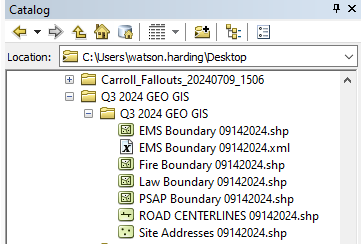 Catalog
Location: C:\Users\watson.harding\Desktop
Carroll_Fallouts_20240709_1506
Q3 2024 GEO GIS
Q3 2024 GEO GIS
EMS Boundary 09142024.shp
EMS Boundary 09142024.xml
Fire Boundary 09142024.shp
Law Boundary 09142024.shp
PSAP Boundary 09142024.shp
ROAD CENTERLINES 09142024.shp
Site Addresses 09142024.shp